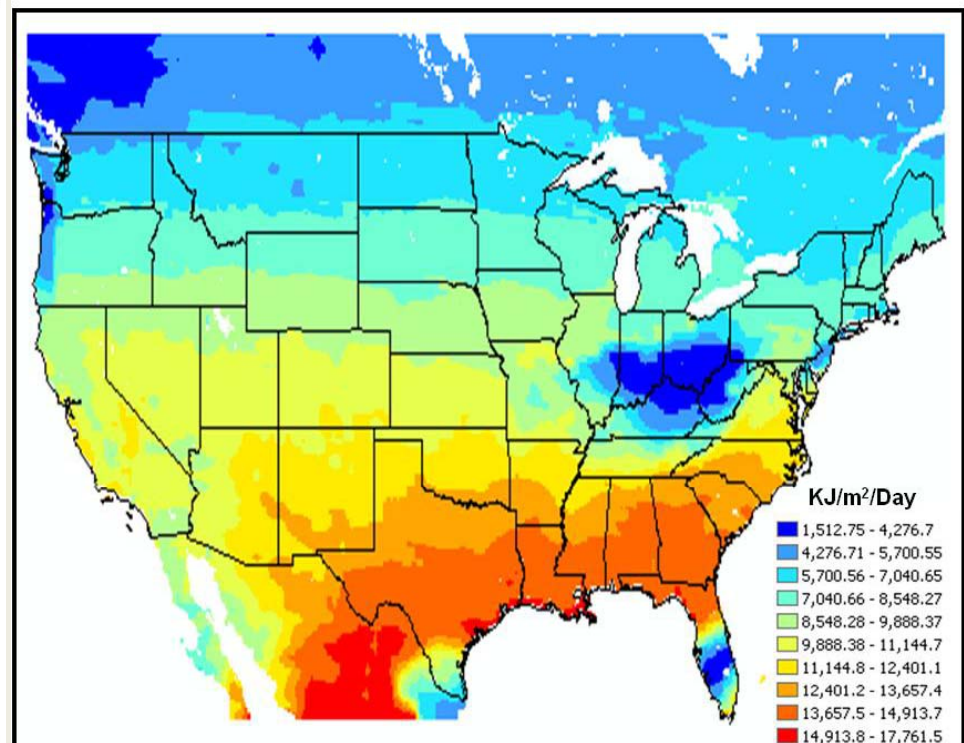 KJ/m²/Day
1,512.75 - 4,276.7
4,276.71 - 5,700.55
5,700.56 - 7,040.65
7,040.66 - 8,548.27
8,548.28 - 9,888.37
9,888.38 - 11,144.7
11,144.8 - 12,401.1
12,401.2 - 13,657.4
13,657.5 - 14,913.7
14,913.8 - 17,761.5